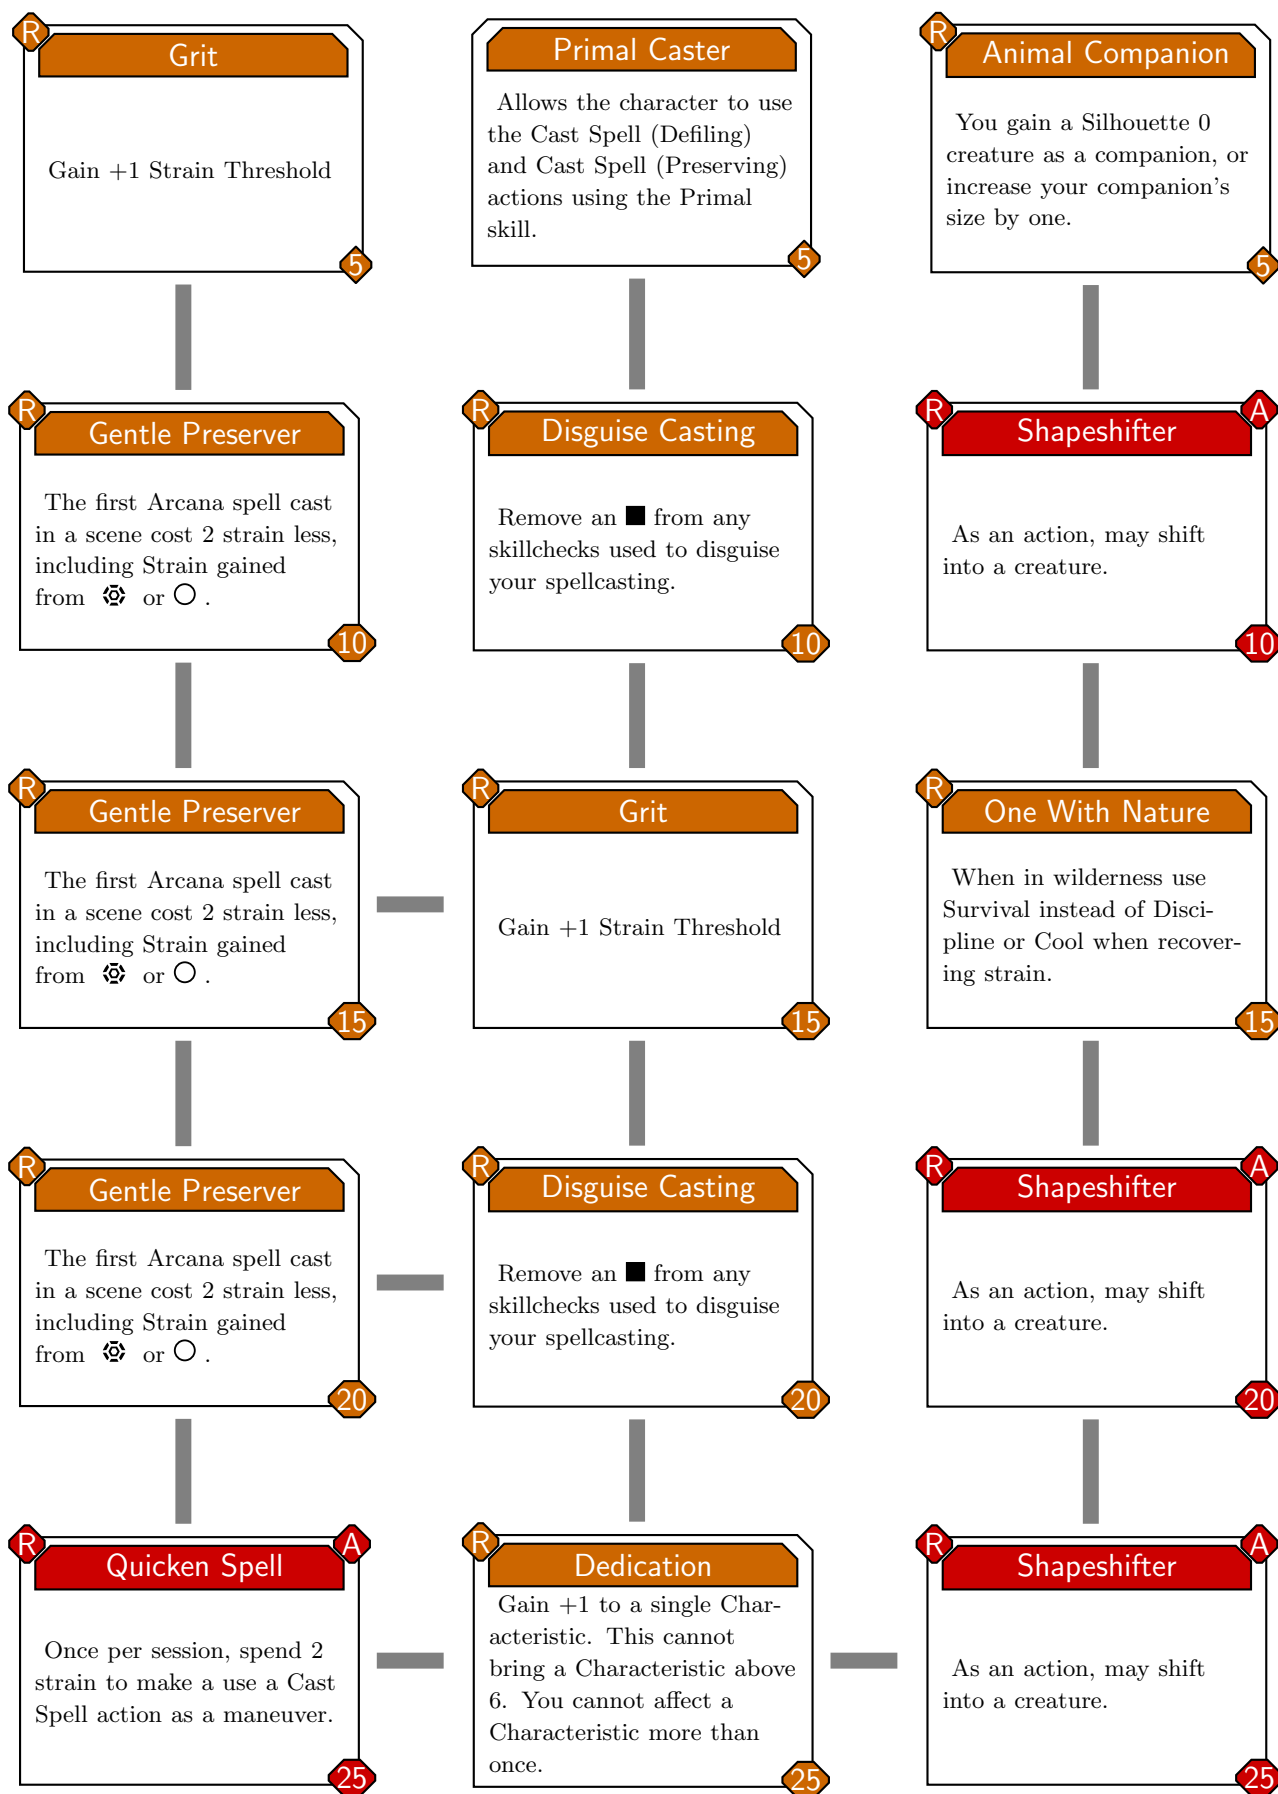 R
Grit
Gain +1 Strain Threshold
5
Primal Caster
Allows the character to use
the Cast Spell (Defiling)
and Cast Spell (Preserving)
actions using the Primal
skill.
5
R
Animal Companion
You gain a Silhouette 0
creature as a companion, or
increase your companion's
size by one.
5
R
Gentle Preserver
The first Arcana spell cast
in a scene cost 2 strain less,
including Strain gained
from or .
10
R
Disguise Casting
Remove an ■ from any
skillchecks used to disguise
your spellcasting.
10
R
A
Shapeshifter
As an action, may shift
into a creature.
10
R
Gentle Preserver
The first Arcana spell cast
in a scene cost 2 strain less,
including Strain gained
from or .
15
R
Grit
Gain +1 Strain Threshold
15
R
One With Nature
When in wilderness use
Survival instead of Disci-
pline or Cool when recover-
ing strain.
15
R
Gentle Preserver
The first Arcana spell cast
in a scene cost 2 strain less,
including Strain gained
from or .
20
R
Disguise Casting
Remove an ■ from any
skillchecks used to disguise
your spellcasting.
20
R
A
Shapeshifter
As an action, may shift
into a creature.
20
R
A
Quicken Spell
Once per session, spend 2
strain to make a use a Cast
Spell action as a maneuver.
25
R
Dedication
Gain +1 to a single Char-
acteristic. This cannot
bring a Characteristic above
6. You cannot affect a
Characteristic more than
once.
25
R
A
Shapeshifter
As an action, may shift
into a creature.
25